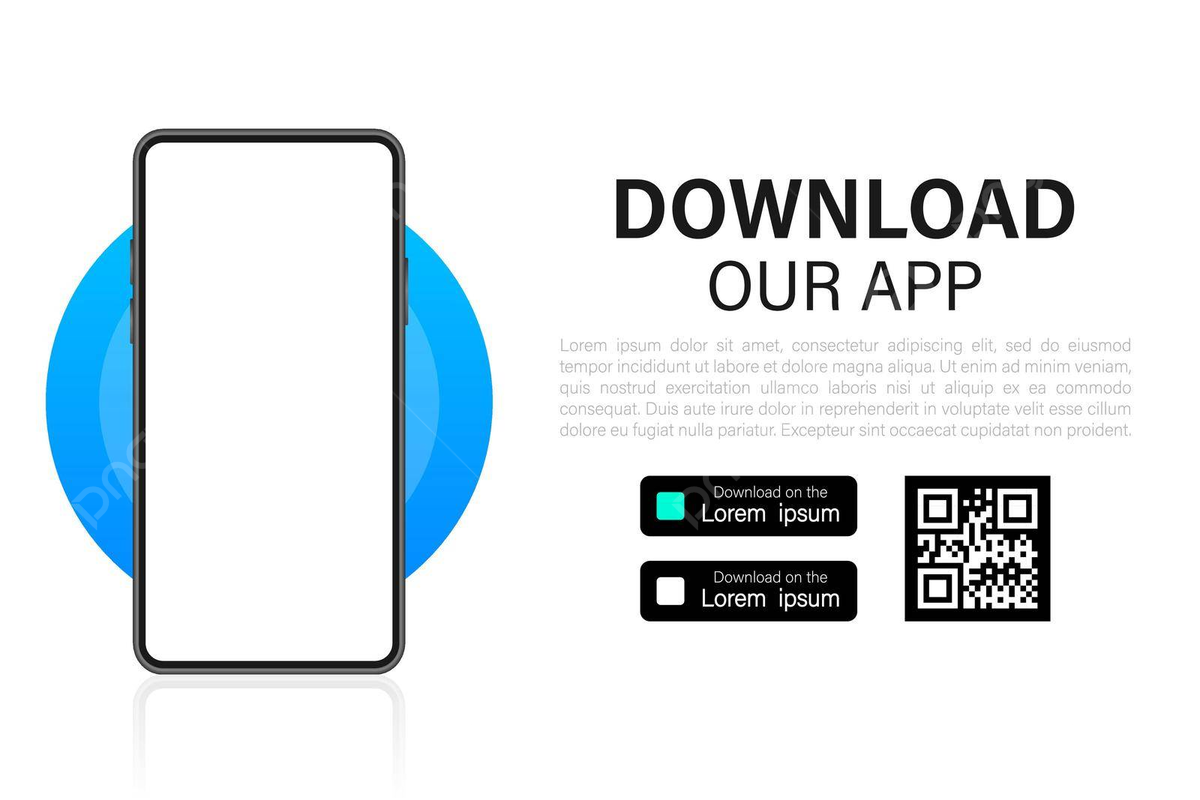 DOWNLOAD
OUR APP
Lorem ipsum dolor sit amet, consectetur adipiscing elit, sed do eiusmod
tempor incididunt ut labore et dolore magna aliqua. Ut enim ad minim veniam,
quis nostrud exercitation ullamco laboris nisi ut aliquip ex ea commodo
consequat. Duis aute irure dolor in reprehenderit in voluptate velit esse cillum
dolore eu fugiat nulla pariatur. Excepteur sint occaecat cupidatat non proident.
Download on the
Lorem ipsum
Download on the
Lorem ipsum